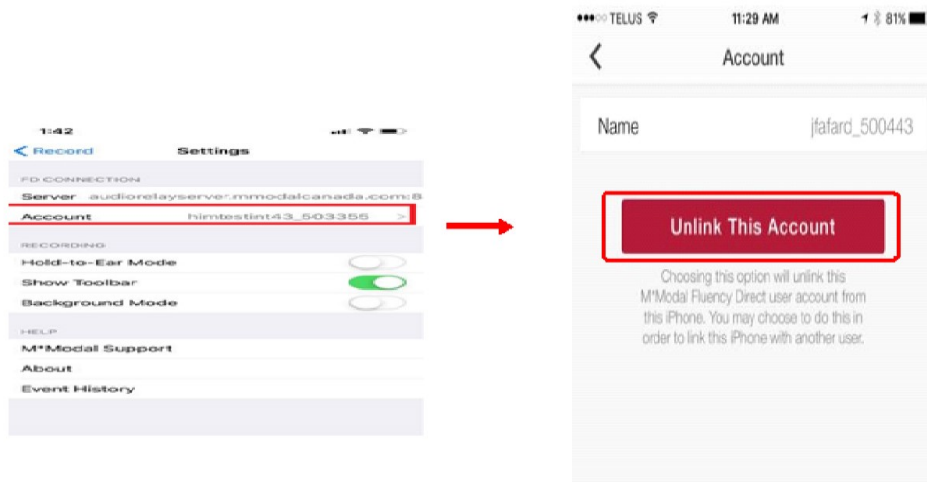 1:42
Record Settings
FD CONNECTION
Server audiorelayserver.mmodalcanada.com:8
Account himtestint43_503355 >
RECORDING
Hold-to-Ear Mode
Show Toolbar
Background Mode
HELP
M*Modal Support
About
Event History
TELUS 11:29 AM 81%
Account
Name jfafard_500443
Unlink This Account
Choosing this option will unlink this
M*Modal Fluency Direct user account from
this iPhone. You may choose to do this in
order to link this iPhone with another user.